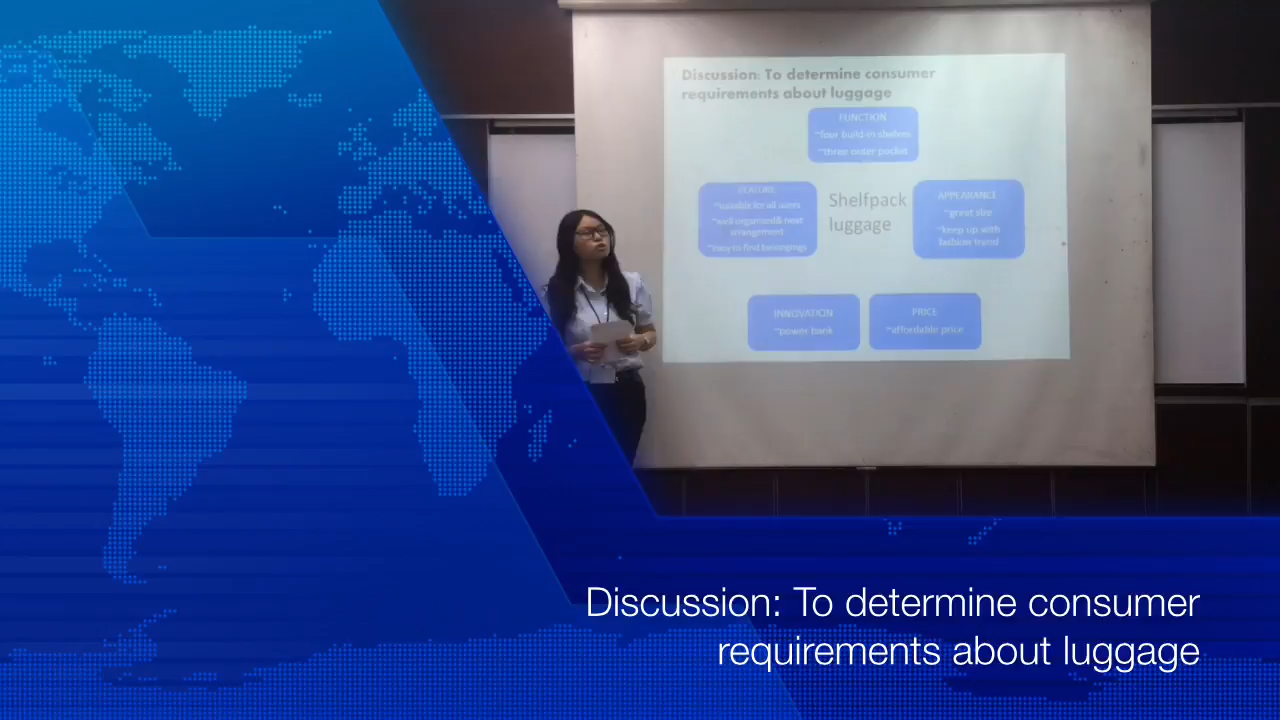 Discussion: To determine consumer
requirements about luggage
FUNCTION
~four build-in shelves
~three outer pocket
FEATURE
~suitable for all users
~well organized& neat
arrangement
~easy to find belongings
Shelfpack
luggage
APPEARANCE
~great size
~keep up with
fashion trend
INNOVATION
~power bank
PRICE
~affordable price
Discussion: To determine consumer
requirements about luggage